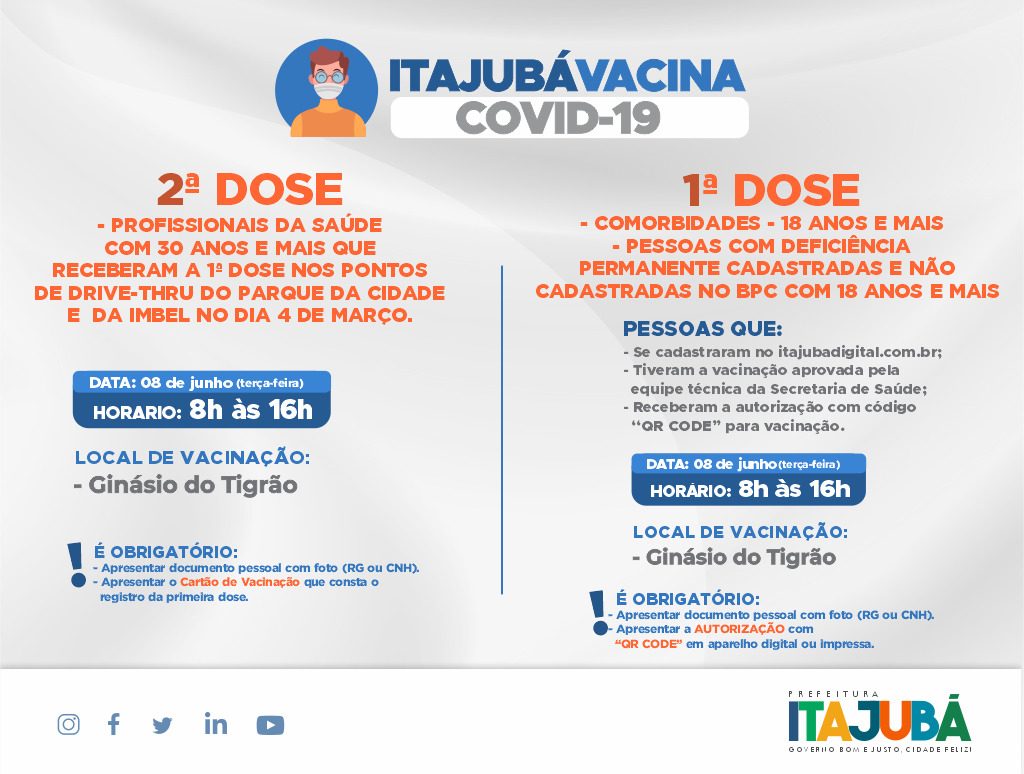 ITAJUBÁVACINA
COVID-19
2ª DOSE
- PROFISSIONAIS DA SAÚDE
COM 30 ANOS E MAIS QUE
RECEBERAM A 1ª DOSE NOS PONTOS
DE DRIVE-THRU DO PARQUE DA CIDADE
E DA IMBEL NO DIA 4 DE MARÇO.
DATA: 08 de junho (terça-feira)
HORARIO: 8h às 16h
LOCAL DE VACINAÇÃO:
- Ginásio do Tigrão
! É OBRIGATÓRIO:
- Apresentar documento pessoal com foto (RG ou CNH).
- Apresentar o Cartão de Vacinação que consta o
registro da primeira dose.
1ª DOSE
- COMORBIDADES - 18 ANOS E MAIS
- PESSOAS COM DEFICIÊNCIA
PERMANENTE CADASTRADAS E NÃO
CADASTRADAS NO BPC COM 18 ANOS E MAIS
PESSOAS QUE:
- Se cadastraram no itajubadigital.com.br;
- Tiveram a vacinação aprovada pela
equipe técnica da Secretaria de Saúde;
- Receberam a autorização com código
“QR CODE” para vacinação.
DATA: 08 de junho (terça-feira)
HORÁRIO: 8h às 16h
LOCAL DE VACINAÇÃO:
- Ginásio do Tigrão
! É OBRIGATÓRIO:
- Apresentar documento pessoal com foto (RG ou CNH).
- Apresentar a AUTORIZAÇÃO com
“QR CODE” em aparelho digital ou impressa.
PREFEITURA
ITAJUBÁ
GOVERNO BOM E JUSTO, CIDADE FELIZ!